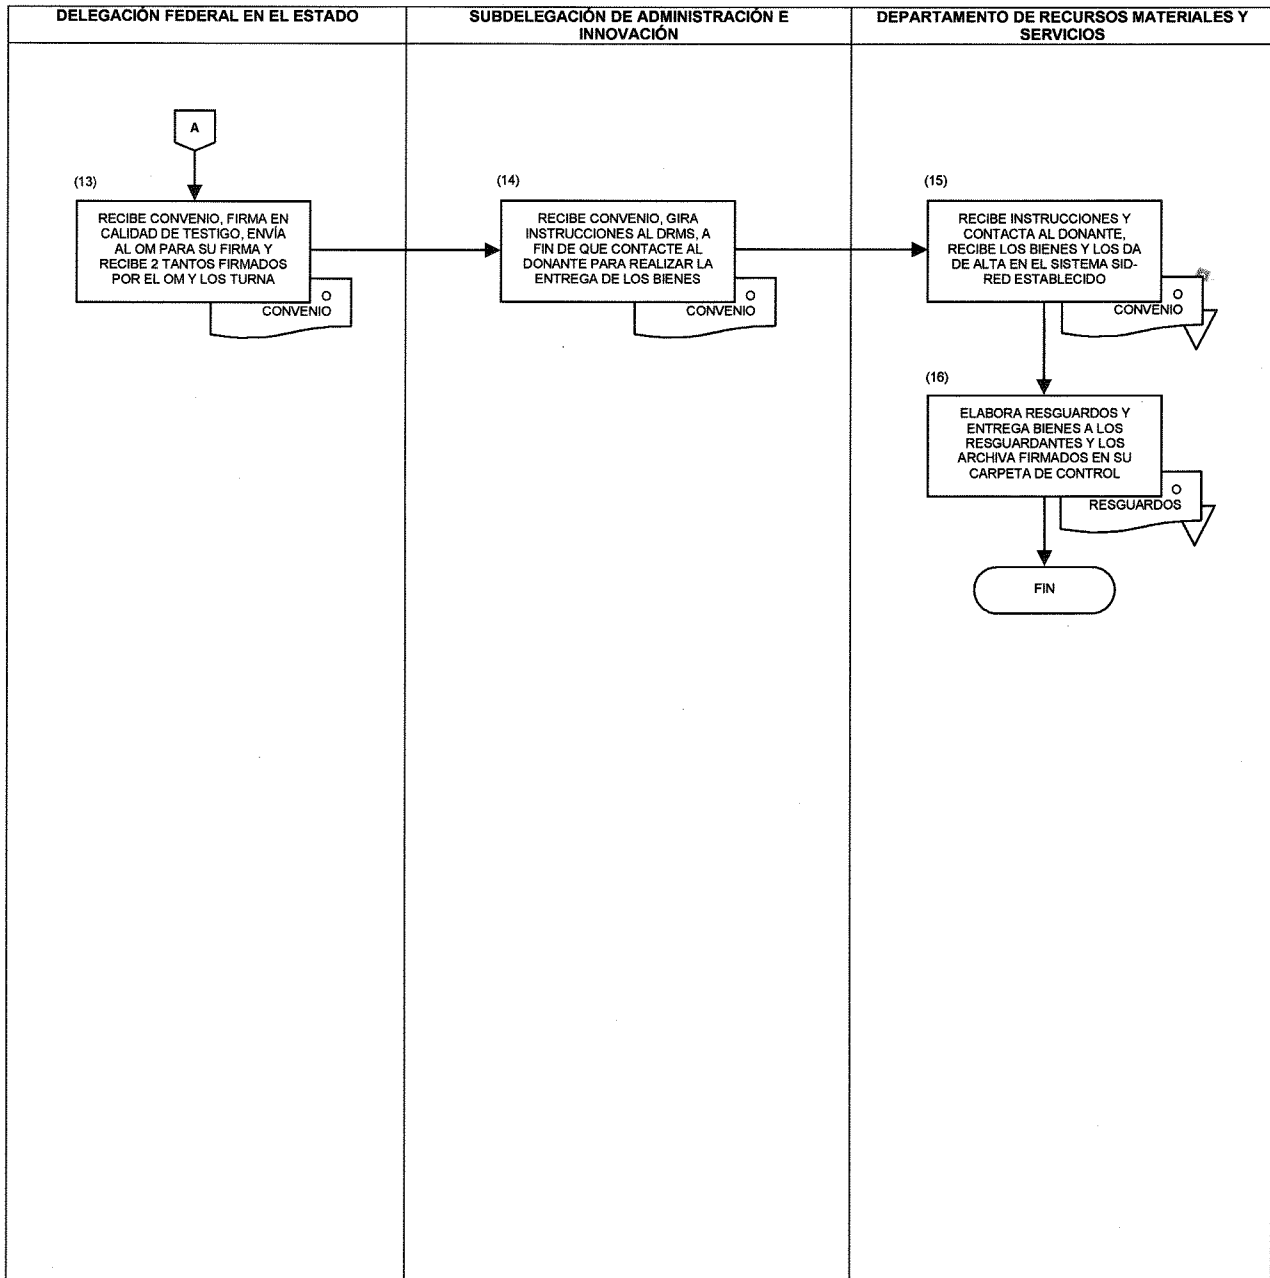 DELEGACIÓN FEDERAL EN EL ESTADO
SUBDELEGACIÓN DE ADMINISTRACIÓN E
INNOVACIÓN
DEPARTAMENTO DE RECURSOS MATERIALES Y
SERVICIOS
A
(13)
RECIBE CONVENIO, FIRMA EN
CALIDAD DE TESTIGO, ENVÍA
AL OM PARA SU FIRMA Y
RECIBE 2 TANTOS FIRMADOS
POR EL OM Y LOS TURNA
O
CONVENIO
(14)
RECIBE CONVENIO, GIRA
INSTRUCCIONES AL DRMS, A
FIN DE QUE CONTACTE AL
DONANTE PARA REALIZAR LA
ENTREGA DE LOS BIENES
O
CONVENIO
(15)
RECIBE INSTRUCCIONES Y
CONTACTA AL DONANTE,
RECIBE LOS BIENES Y LOS DA
DE ALTA EN EL SISTEMA SID-
RED ESTABLECIDO
O
CONVENIO
(16)
ELABORA RESGUARDOS Y
ENTREGA BIENES A LOS
RESGUARDANTES Y LOS
ARCHIVA FIRMADOS EN SU
CARPETA DE CONTROL
O
RESGUARDOS
FIN